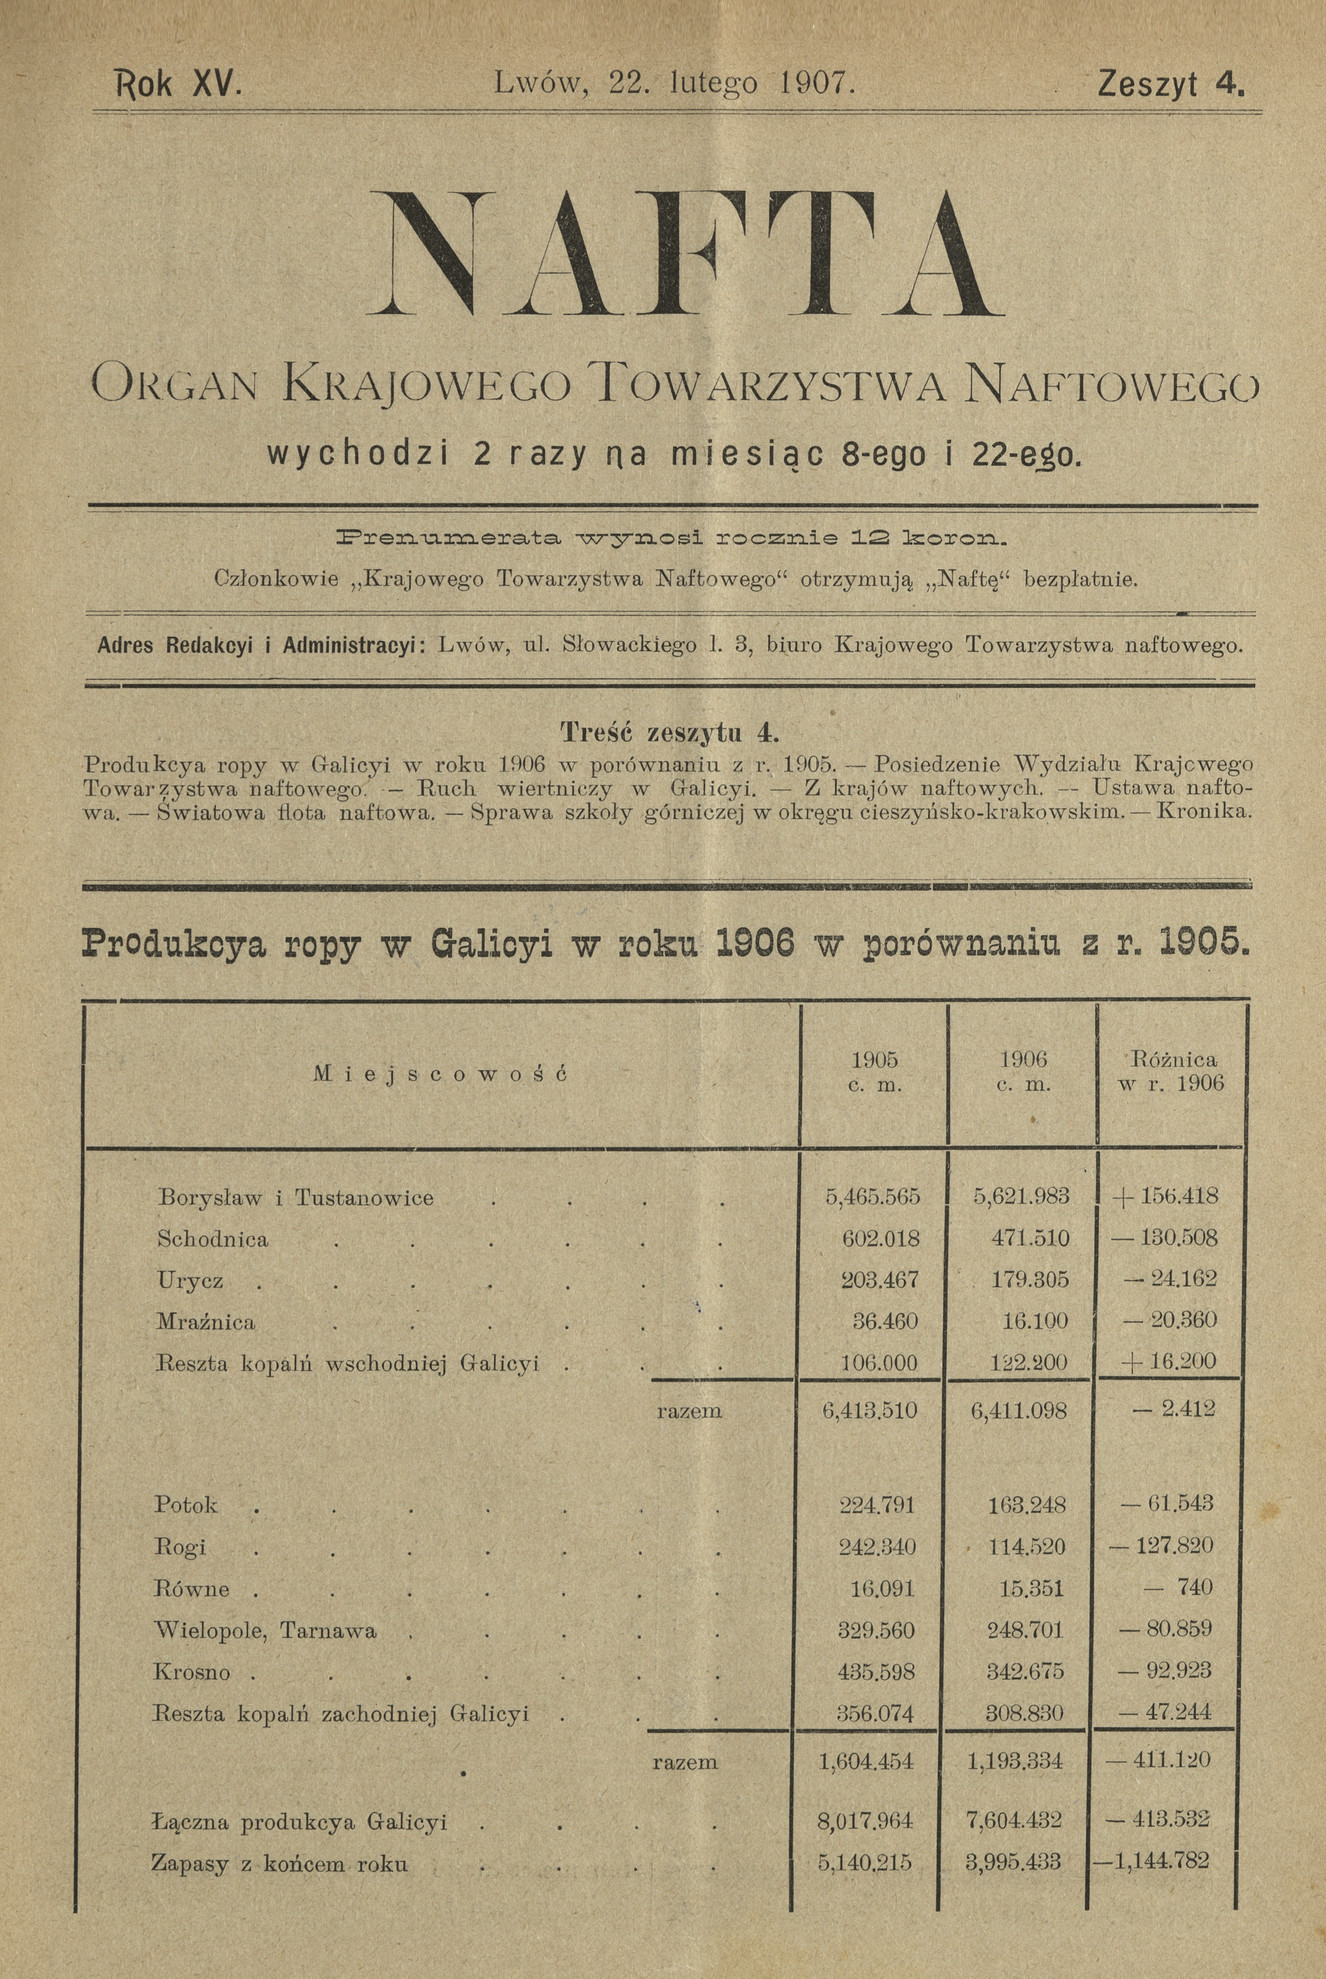 Rok XV. Lwów, 22. lutego 1907. Zeszyt 4.
NAFTA
ORGAN KRAJOWEGO TOWARZYSTWA NAFTOWEGO
wychodzi 2 razy na miesiąc 8-ego i 22-ego.
Prenumerata wynosi rocznie 12 koron.
Członkowie „Krajowego Towarzystwa Naftowego“ otrzymują „Naftę“ bezpłatnie.
Adres Redakcyi i Administracyi: Lwów, ul. Słowackiego l. 3, biuro Krajowego Towarzystwa naftowego.
Treść zeszytu 4.
Produkcya ropy w Galicyi w roku 1906 w porównaniu z r. 1905. — Posiedzenie Wydziału Krajcwego
Towarzystwa naftowego. — Ruch wiertniczy w Galicyi. — Z krajów naftowych. — Ustawa nafto-
wa. — Światowa flota naftowa. — Sprawa szkoły górniczej w okręgu cieszyńsko-krakowskim. — Kronika.
Produkcya ropy w Galicyi w roku 1906 w porównaniu z r. 1905.
Miejscowość 1905 c. m. 1906 c. m. Różnica w r. 1906
Borysław i Tustanowice . . . . 5,465.565 5,621.983 + 156.418
Schodnica . . . . . . 602.018 471.510 — 130.508
Urycz . . . . . . . 203.467 179.305 — 24.162
Mraźnica . . . . . . 36.460 16.100 — 20.360
Reszta kopalń wschodniej Galicyi . . . 106.000 122.200 + 16.200
razem 6,413.510 6,411.098 — 2.412
Potok . . . . . . . 224.791 163.248 — 61.543
Rogi . . . . . . . 242.340 114.520 — 127.820
Równe . . . . . . . 16.091 15.351 — 740
Wielopole, Tarnawa . . . . . 329.560 248.701 — 80.859
Krosno . . . . . . . 435.598 342.675 — 92.923
Reszta kopalń zachodniej Galicyi . . . 356.074 308.830 — 47.244
razem 1,604.454 1,193.334 — 411.120
Łączna produkcya Galicyi . . . . 8,017.964 7,604.432 — 413.532
Zapasy z końcem roku . . . . 5,140.215 3,995.433 —1,144.782